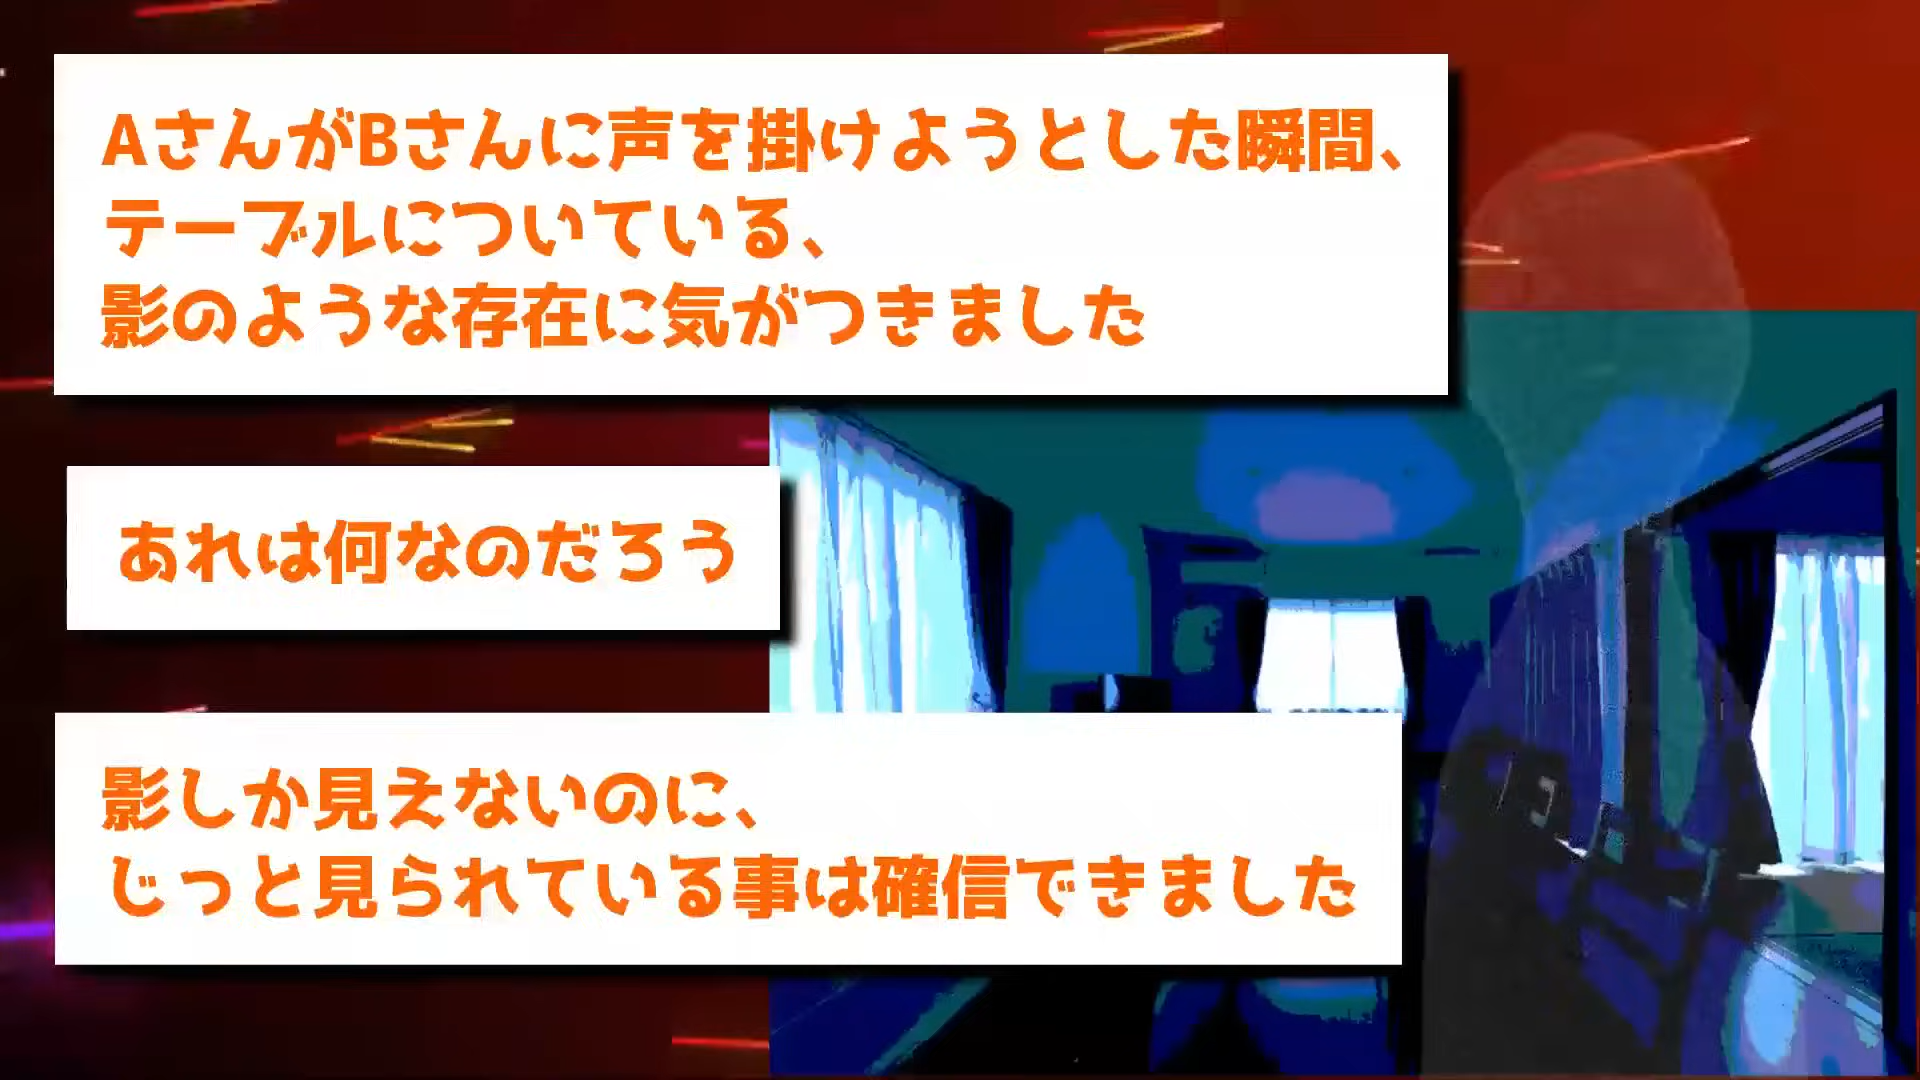 AさんがBさんに声を掛けようとした瞬間、
テーブルについている、
影のような存在に気がつきました
あれは何なのだろう
影しか見えないのに、
じっと見られている事は確信できました